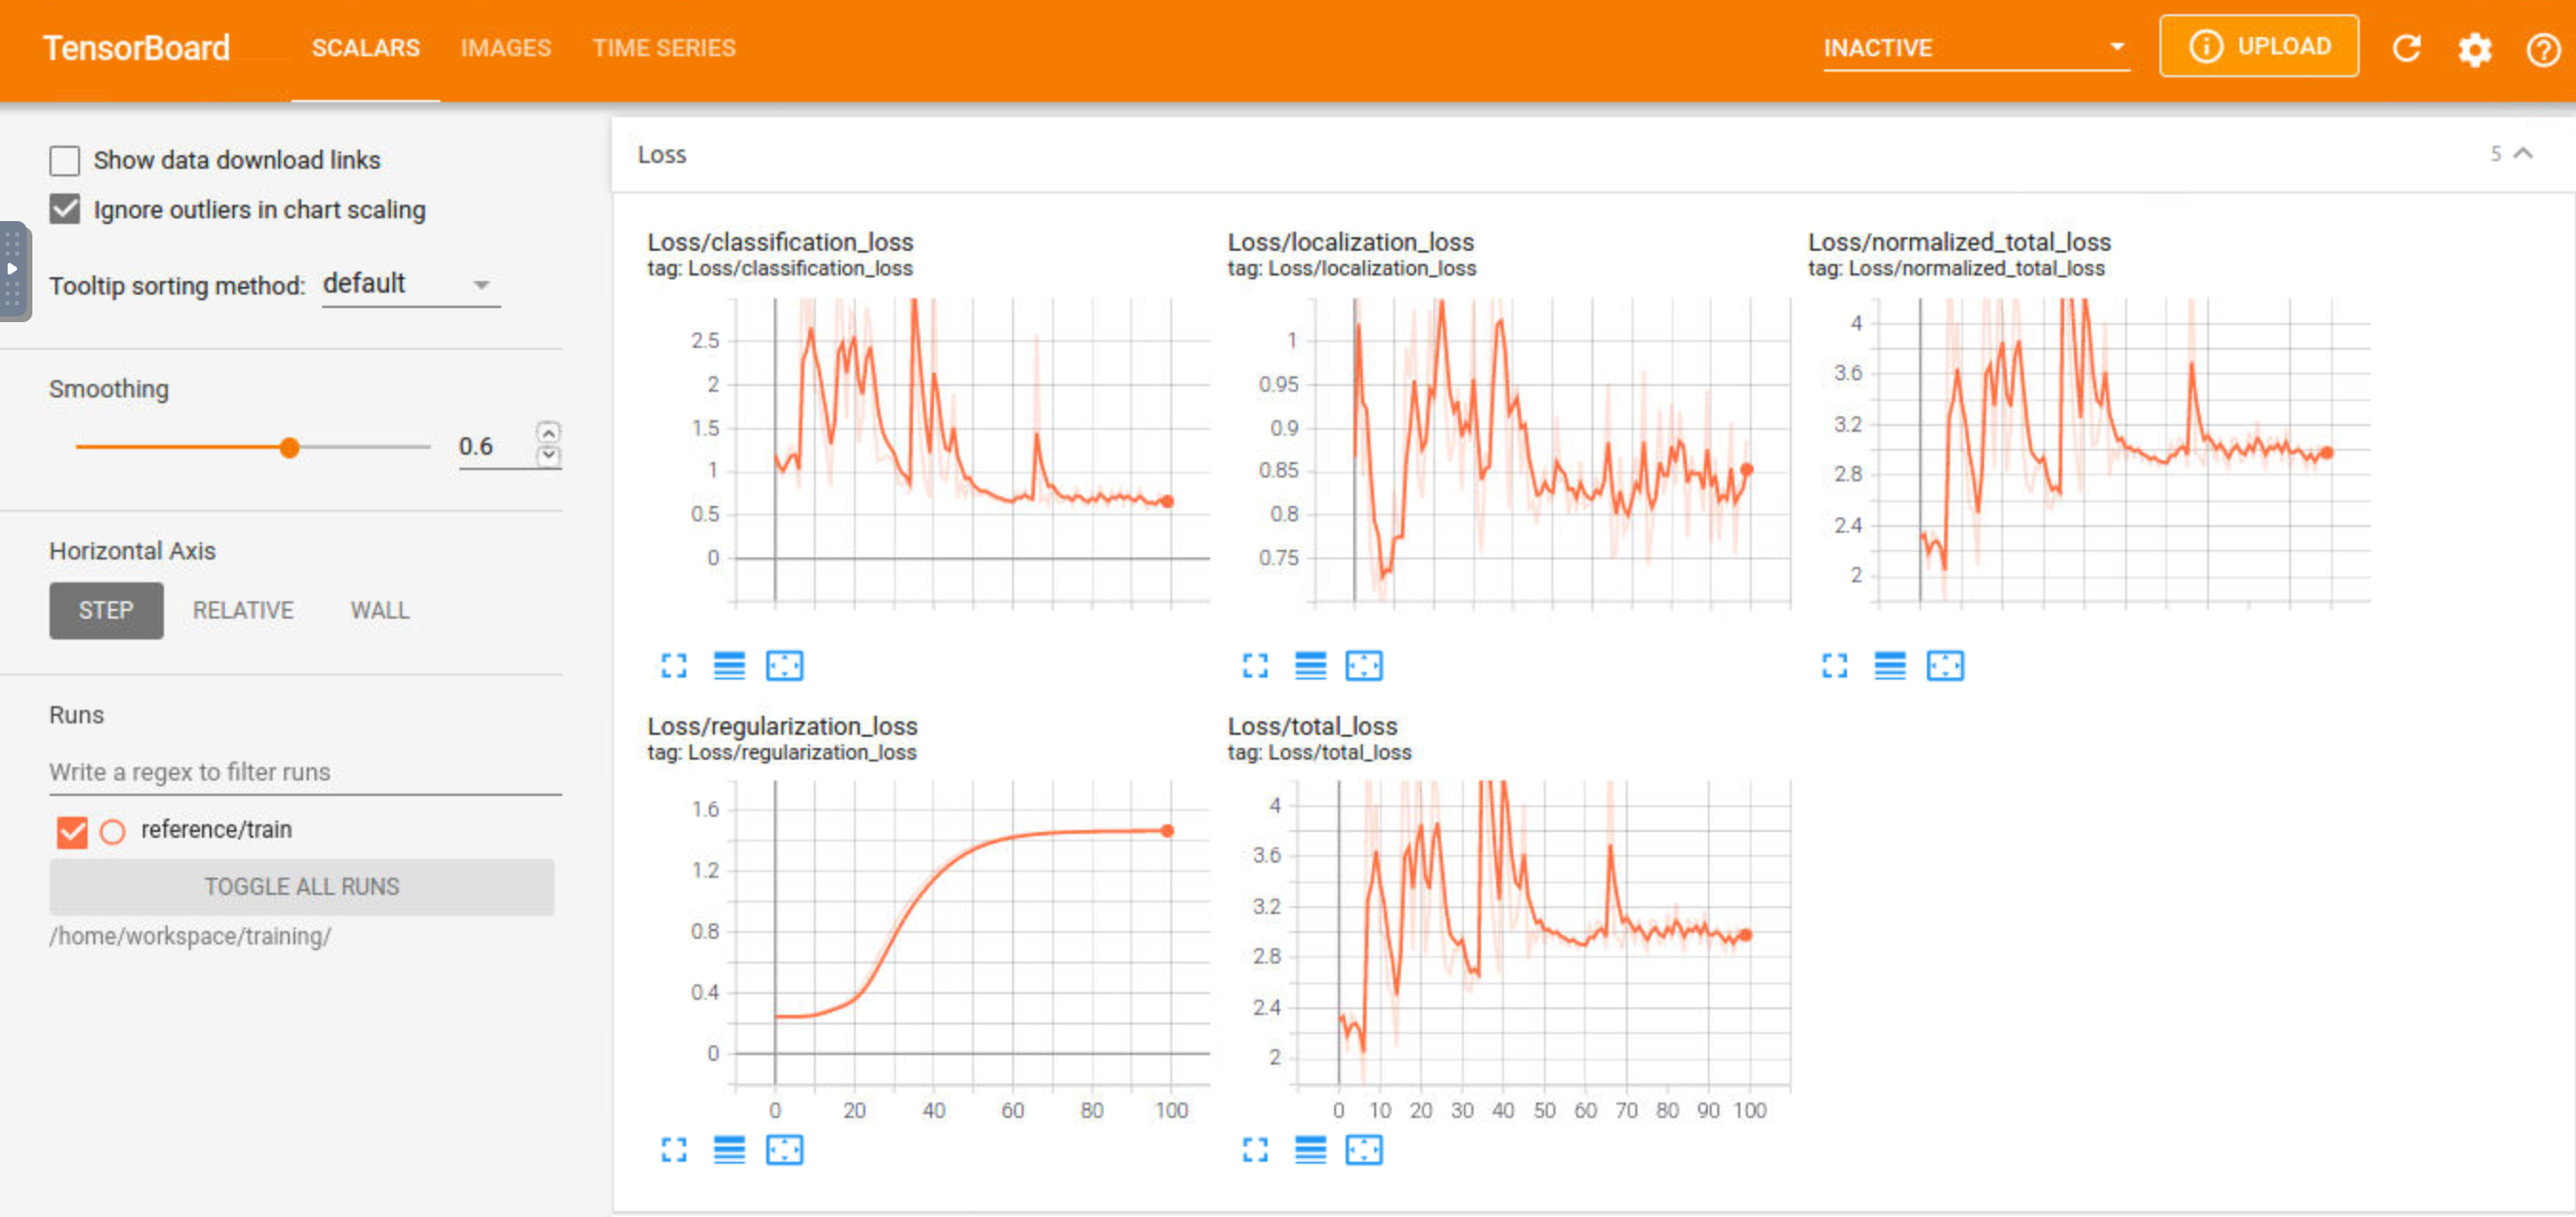 TensorBoard SCALARS IMAGES TIME SERIES INACTIVE UPLOAD
Show data download links
Ignore outliers in chart scaling
Tooltip sorting method: default
Smoothing
0.6
Horizontal Axis
STEP RELATIVE WALL
Runs
Write a regex to filter runs
reference/train
TOGGLE ALL RUNS
/home/workspace/training/
Loss 5
Loss/classification_loss
tag: Loss/classification_loss
2.5
2
1.5
1
0.5
0
Loss/localization_loss
tag: Loss/localization_loss
1
0.95
0.9
0.85
0.8
0.75
Loss/normalized_total_loss
tag: Loss/normalized_total_loss
4
3.6
3.2
2.8
2.4
2
Loss/regularization_loss
tag: Loss/regularization_loss
1.6
1.2
0.8
0.4
0
0 20 40 60 80 100
Loss/total_loss
tag: Loss/total_loss
4
3.6
3.2
2.8
2.4
2
0 10 20 30 40 50 60 70 80 90 100